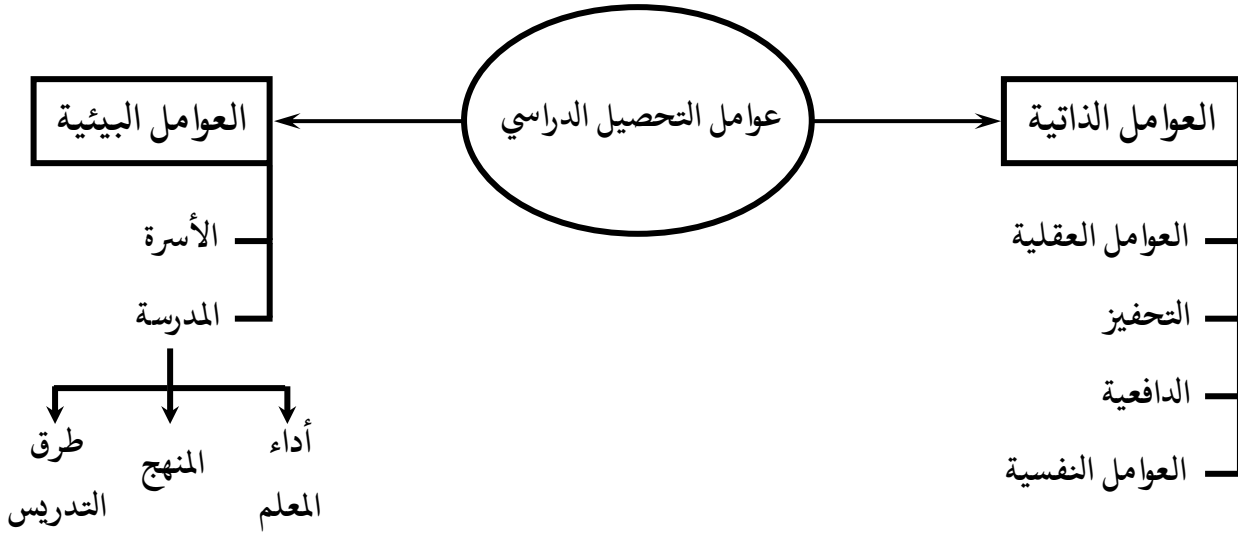 عوامل التحصيل الدراسي
العوامل الذاتية
العوامل العقلية
التحفيز
الدافعية
العوامل النفسية
العوامل البيئية
الأسرة
المدرسة
أداء
المعلم
المنهج
طرق
التدريس